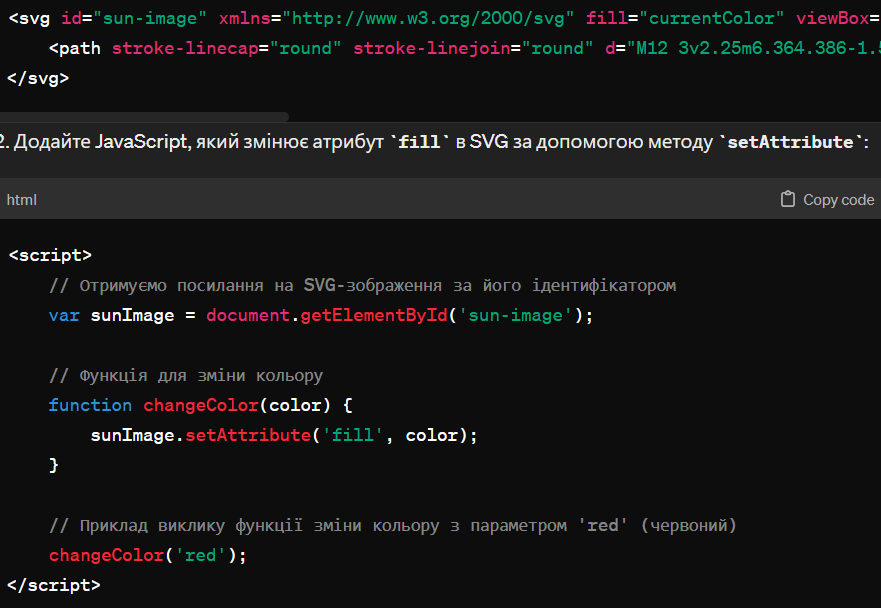 <svg id="sun-image" xmlns="http://www.w3.org/2000/svg" fill="currentColor" viewBox=
<path stroke-linecap="round" stroke-linejoin="round" d="M12 3v2.25m6.364.386-1.5
</svg>
2. Додайте JavaScript, який змінює атрибут `fill` в SVG за допомогою методу `setAttribute`:
html Copy code
<script>
// Отримуємо посилання на SVG-зображення за його ідентифікатором
var sunImage = document.getElementById('sun-image');
// Функція для зміни кольору
function changeColor(color) {
sunImage.setAttribute('fill', color);
}
// Приклад виклику функції зміни кольору з параметром 'red' (червоний)
changeColor('red');
</script>